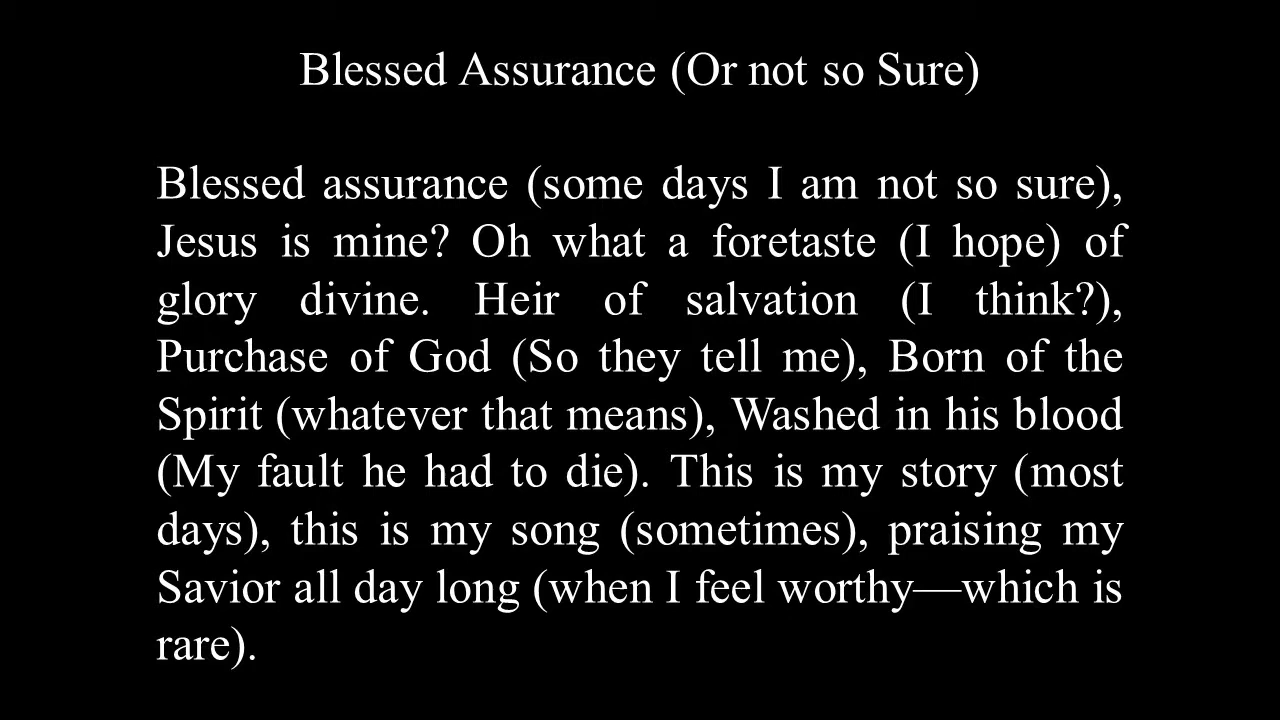 Blessed Assurance (Or not so Sure)
Blessed assurance (some days I am not so sure),
Jesus is mine? Oh what a foretaste (I hope) of
glory divine. Heir of salvation (I think?),
Purchase of God (So they tell me), Born of the
Spirit (whatever that means), Washed in his blood
(My fault he had to die). This is my story (most
days), this is my song (sometimes), praising my
Savior all day long (when I feel worthy—which is
rare).